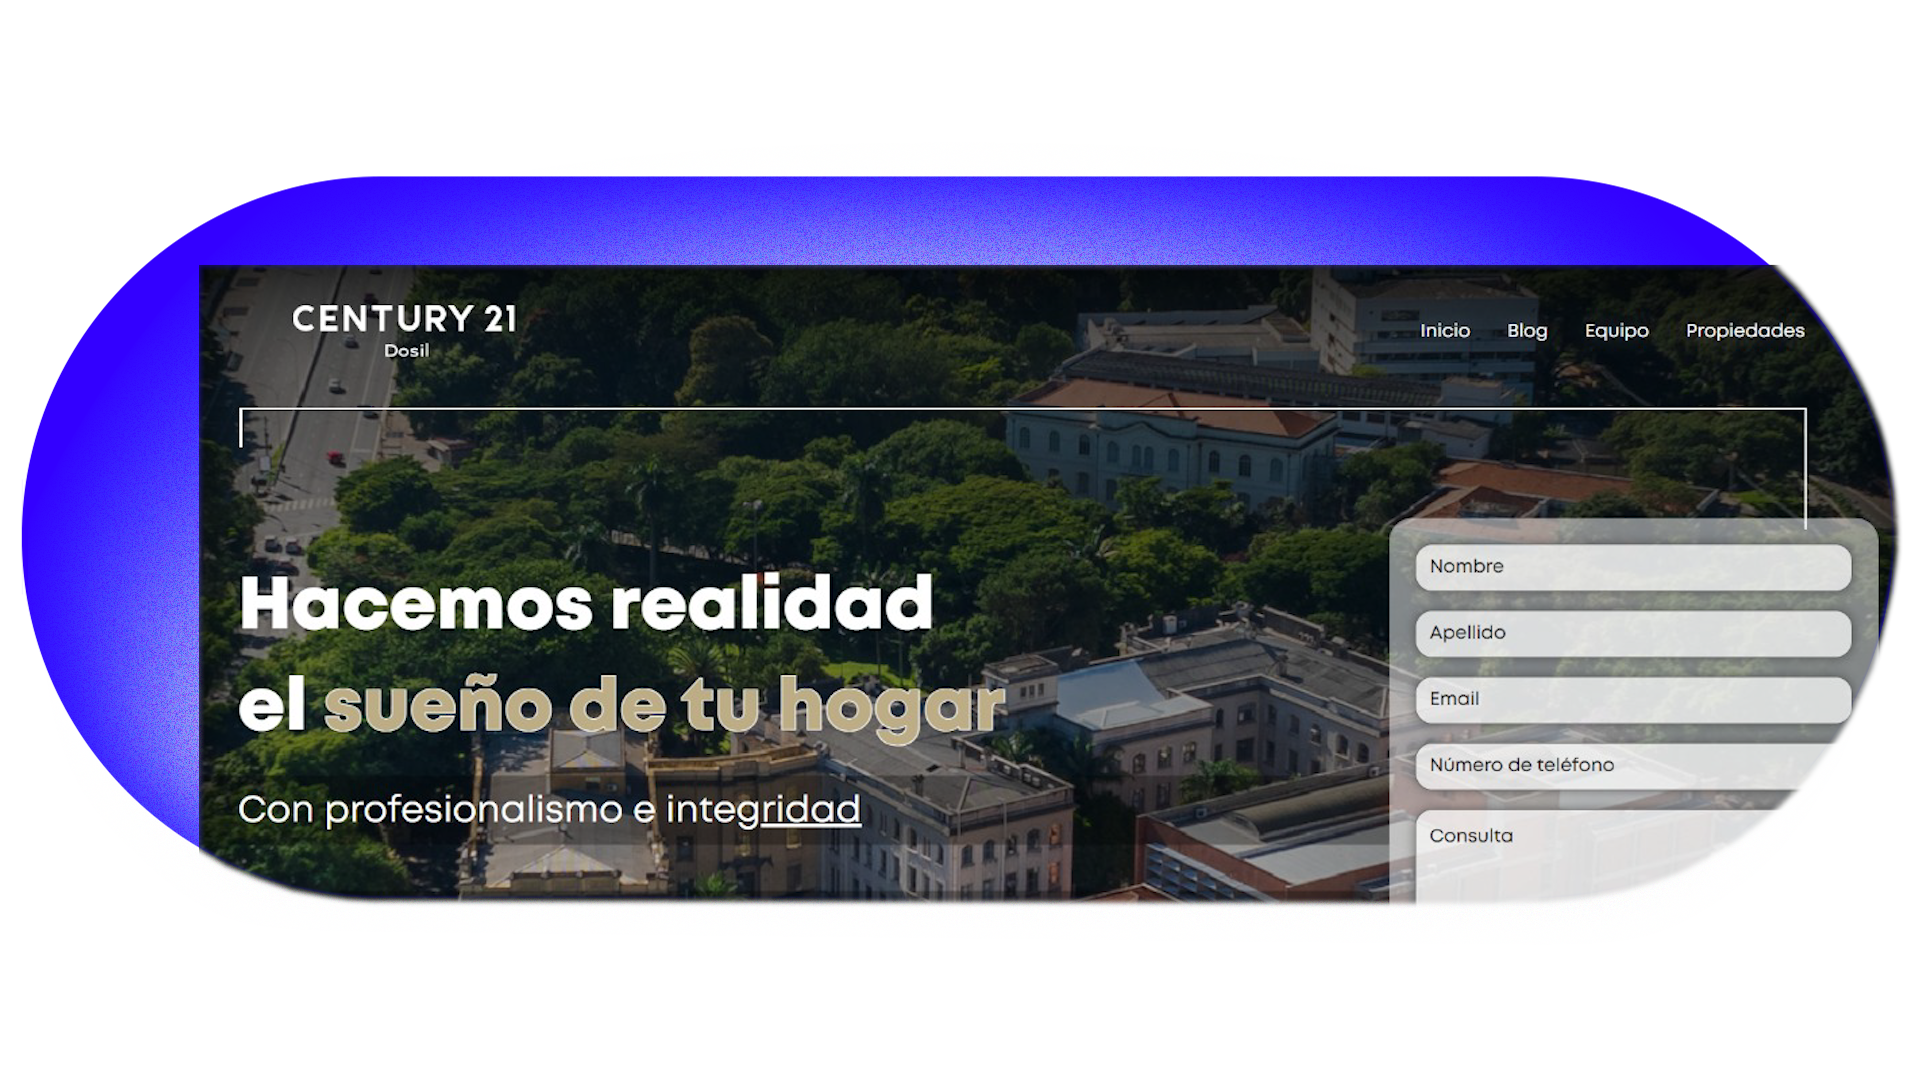 CENTURY 21
Dosil
Inicio Blog Equipo Propiedades
Hacemos realidad
el sueño de tu hogar
Con profesionalismo e integridad
Nombre
Apellido
Email
Número de teléfono
Consulta